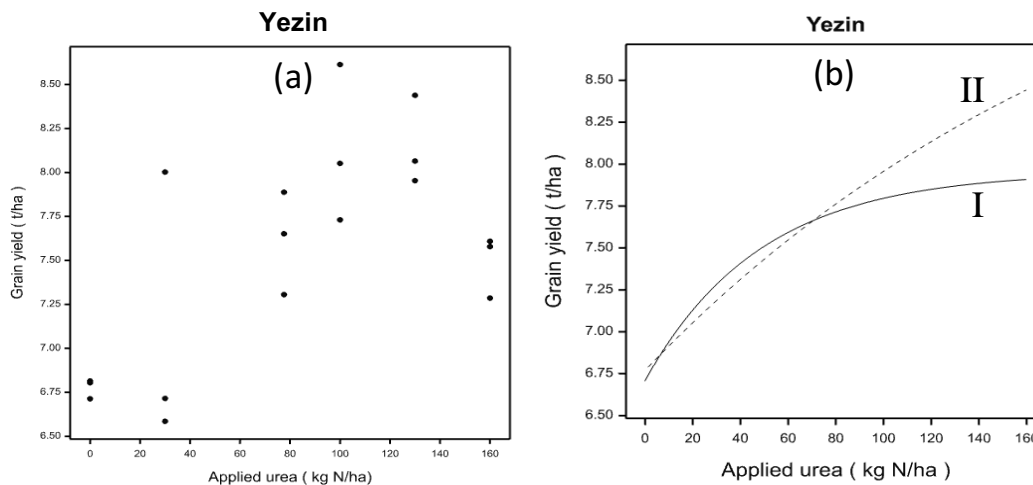 Yezin
(a)
8.50
8.25
8.00
7.75
7.50
7.25
7.00
6.75
6.50
Grain yield ( t/ha )
0 20 40 60 80 100 120 140 160
Applied urea ( kg N/ha)
Yezin
(b)
II
I
8.50
8.25
8.00
7.75
7.50
7.25
7.00
6.75
6.50
Grain yield ( t/ha )
0 20 40 60 80 100 120 140 160
Applied urea ( kg N/ha )